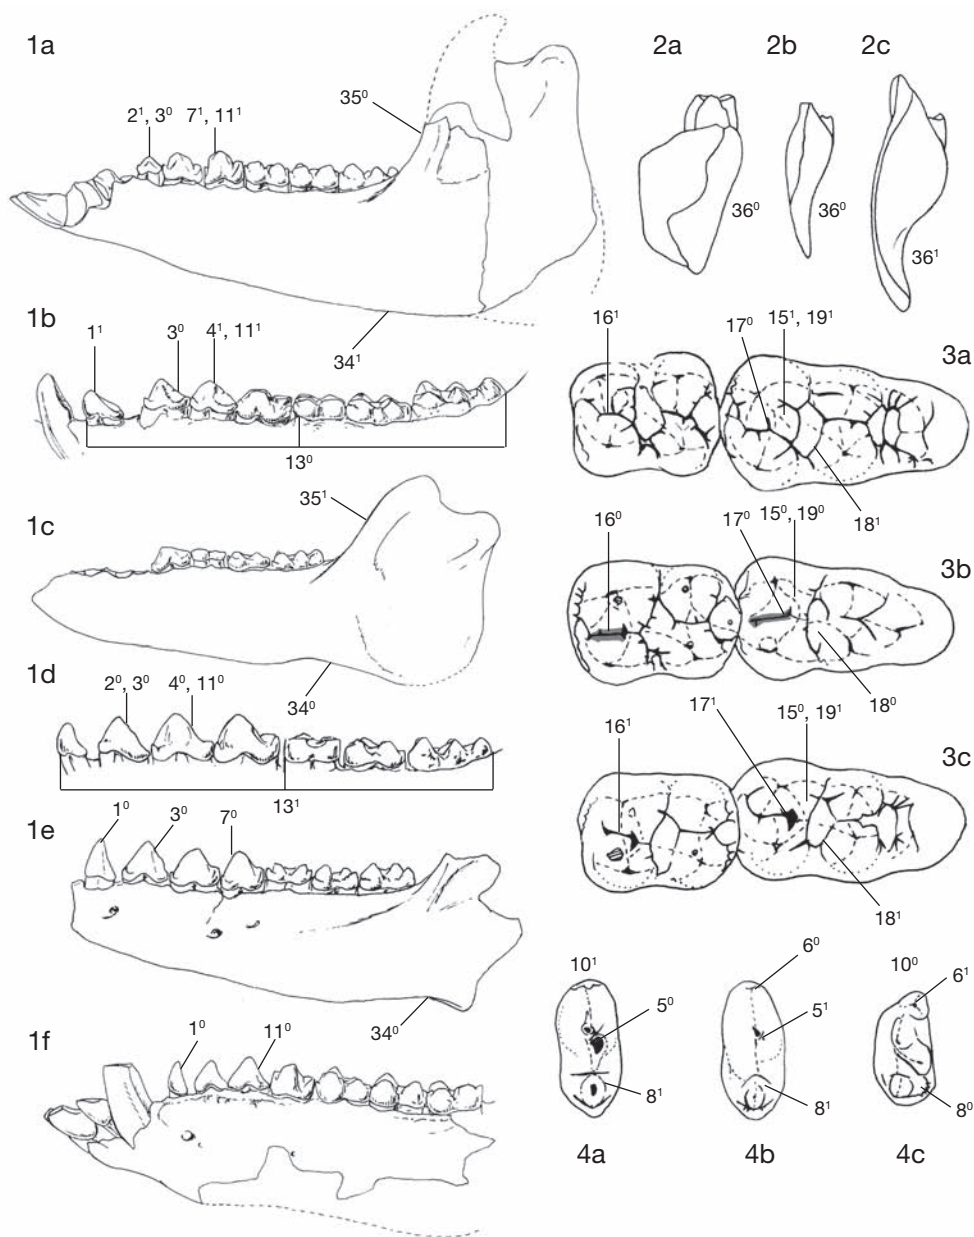 1a
2¹, 3⁰
7¹, 11¹
35⁰
34¹
1b
1¹
3⁰
4¹, 11¹
13⁰
1c
35¹
34⁰
1d
2⁰, 3⁰
4⁰, 11⁰
13¹
1e
1⁰
3⁰
7⁰
34⁰
1f
1⁰
11⁰
2a
2b
2c
36⁰
36⁰
36¹
3a
16¹
17⁰
15¹, 19¹
18¹
3b
16⁰
17⁰
15⁰, 19⁰
18⁰
3c
16¹
17¹
15⁰, 19¹
18¹
10¹
5⁰
8¹
4a
6⁰
5¹
8¹
4b
10⁰
6¹
8⁰
4c